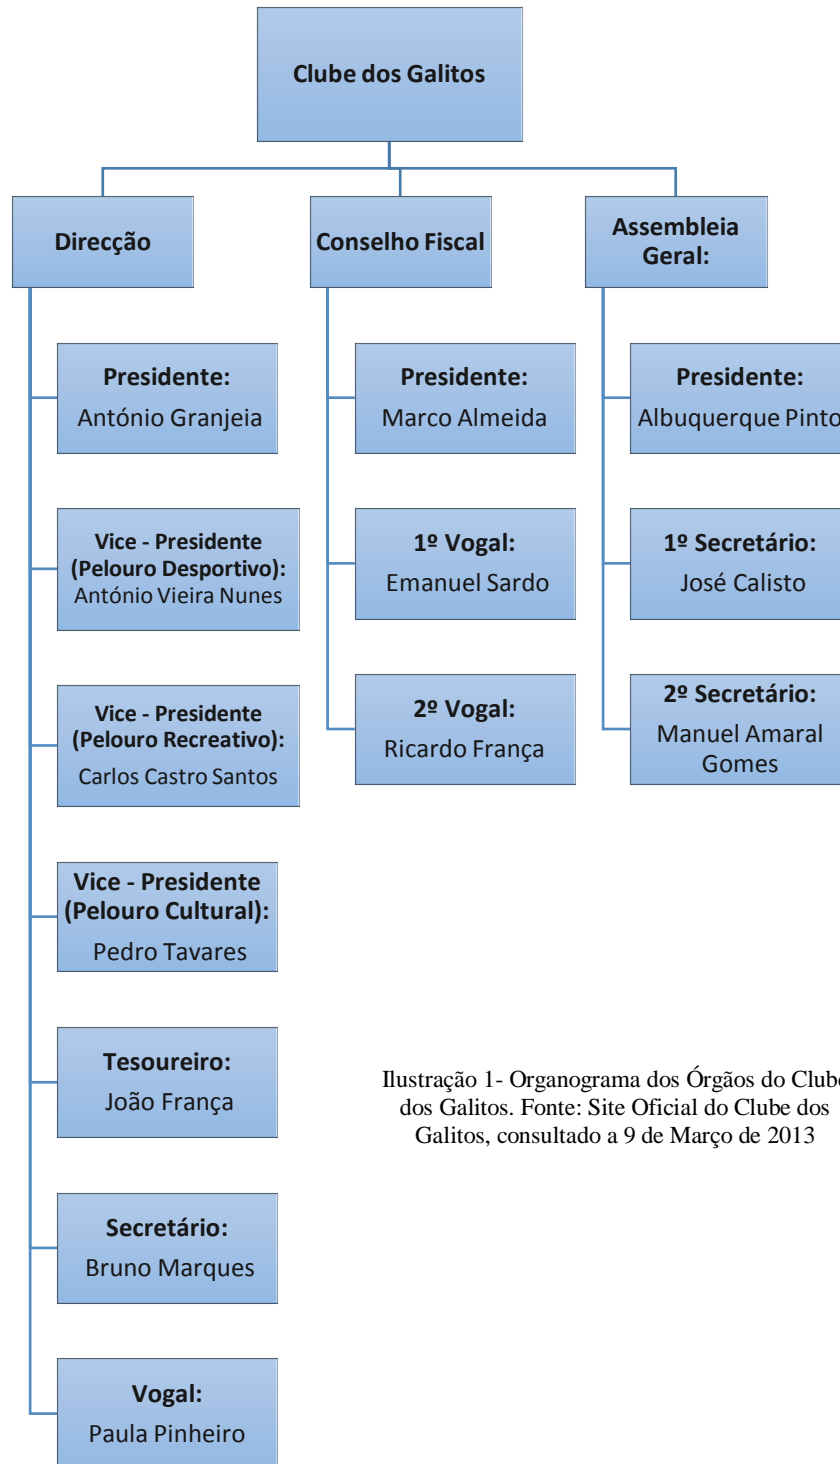 Clube dos Galitos
Direcção
Presidente:
António Granjeia
Vice - Presidente
(Pelouro Desportivo):
António Vieira Nunes
Vice - Presidente
(Pelouro Recreativo):
Carlos Castro Santos
Vice - Presidente
(Pelouro Cultural):
Pedro Tavares
Tesoureiro:
João França
Secretário:
Bruno Marques
Vogal:
Paula Pinheiro
Conselho Fiscal
Presidente:
Marco Almeida
1º Vogal:
Emanuel Sardo
2º Vogal:
Ricardo França
Assembleia
Geral:
Presidente:
Albuquerque Pinto
1º Secretário:
José Calisto
2º Secretário:
Manuel Amaral
Gomes
Ilustração 1- Organograma dos Órgãos do Clube
dos Galitos. Fonte: Site Oficial do Clube dos
Galitos, consultado a 9 de Março de 2013